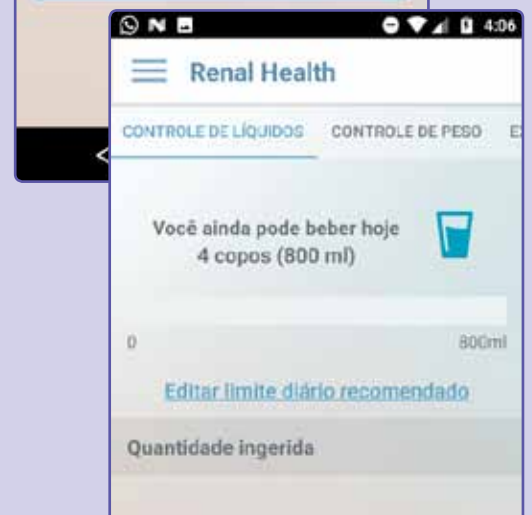 4:06
Renal Health
CONTROLE DE LÍQUIDOS CONTROLE DE PESO
Você ainda pode beber hoje
4 copos (800 ml)
0 800ml
Editar limite diário recomendado
Quantidade ingerida